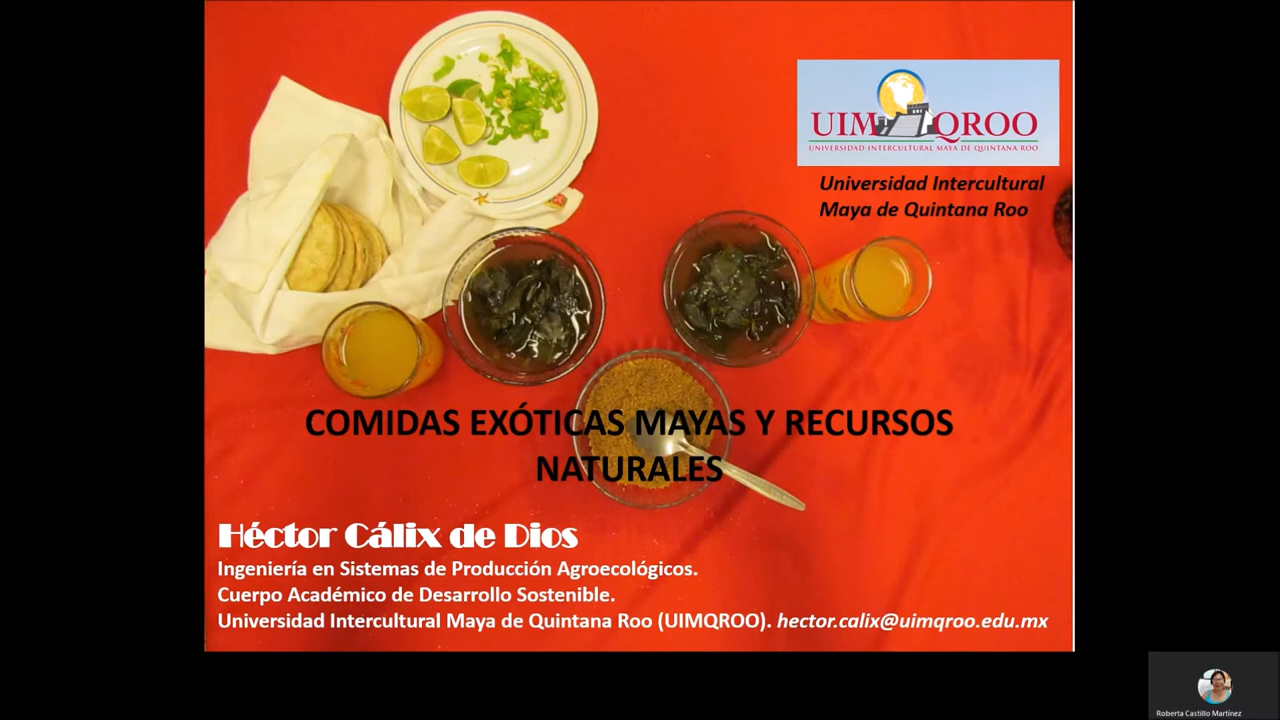 UIMQROO
UNIVERSIDAD INTERCULTURAL MAYA DE QUINTANA ROO
Universidad Intercultural
Maya de Quintana Roo
COMIDAS EXÓTICAS MAYAS Y RECURSOS
NATURALES
Héctor Cálix de Dios
Ingeniería en Sistemas de Producción Agroecológicos.
Cuerpo Académico de Desarrollo Sostenible.
Universidad Intercultural Maya de Quintana Roo (UIMQROO). hector.calix@uimqroo.edu.mx
Roberta Castillo Martínez